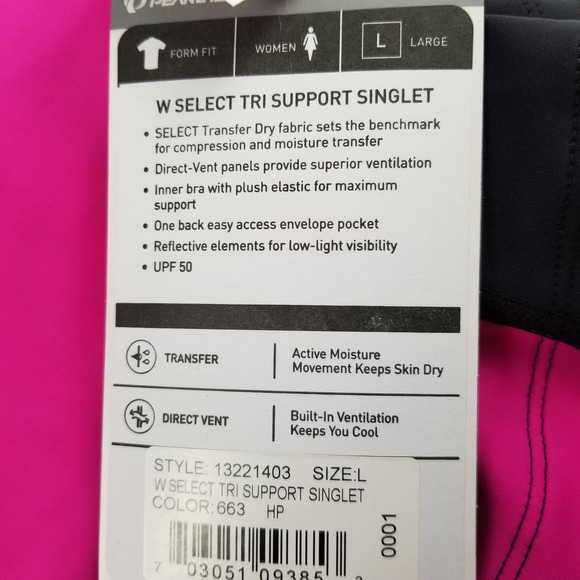 FORM FIT
WOMEN
L
LARGE
W SELECT TRI SUPPORT SINGLET
• SELECT Transfer Dry fabric sets the benchmark
for compression and moisture transfer
• Direct-Vent panels provide superior ventilation
• Inner bra with plush elastic for maximum
support
• One back easy access envelope pocket
• Reflective elements for low-light visibility
• UPF 50
TRANSFER
Active Moisture
Movement Keeps Skin Dry
DIRECT VENT
Built-In Ventilation
Keeps You Cool
STYLE: 13221403 SIZE:L
W SELECT TRI SUPPORT SINGLET
COLOR:663 HP
0001
7 03051 09385